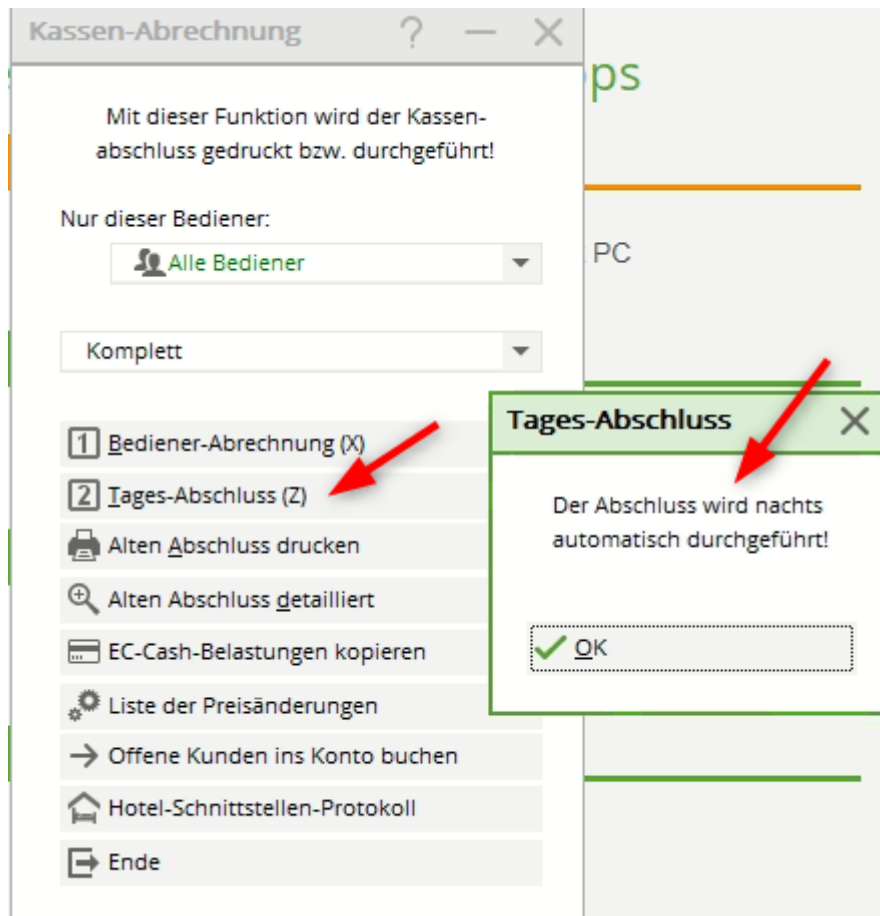 Kassen-Abrechnung
ps
Mit dieser Funktion wird der Kassen-
abschluss gedruckt bzw. durchgeführt!
Nur dieser Bediener:
Alle Bediener
PC
Komplett
1 Bediener-Abrechnung (X)
2 Tages-Abschluss (Z)
Alten Abschluss drucken
Alten Abschluss detailliert
EC-Cash-Belastungen kopieren
Liste der Preisänderungen
Offene Kunden ins Konto buchen
Hotel-Schnittstellen-Protokoll
Ende
Tages-Abschluss
Der Abschluss wird nachts
automatisch durchgeführt!
OK